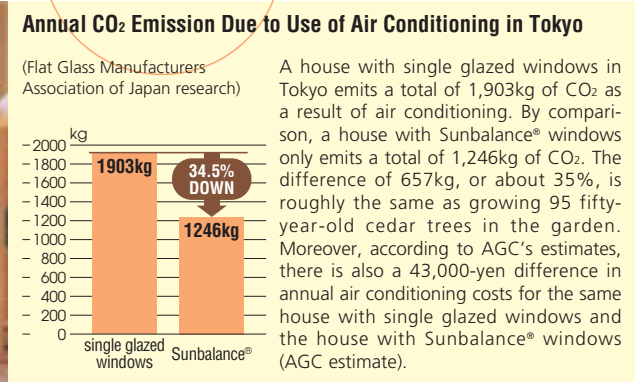 Annual CO₂ Emission Due to Use of Air Conditioning in Tokyo
(Flat Glass Manufacturers
Association of Japan research)
kg
2000
1800
1600
1400
1200
1000
800
600
400
200
0
1903kg
34.5%
DOWN
1246kg
single glazed
windows
Sunbalance®
A house with single glazed windows in
Tokyo emits a total of 1,903kg of CO₂ as
a result of air conditioning. By compari-
son, a house with Sunbalance® windows
only emits a total of 1,246kg of CO₂. The
difference of 657kg, or about 35%, is
roughly the same as growing 95 fifty-
year-old cedar trees in the garden.
Moreover, according to AGC’s estimates,
there is also a 43,000-yen difference in
annual air conditioning costs for the same
house with single glazed windows and
the house with Sunbalance® windows
(AGC estimate).